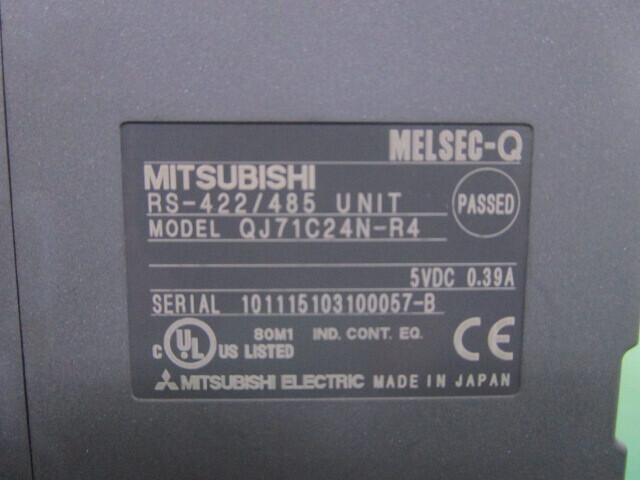 MELSEC-Q
MITSUBISHI
RS-422/485 UNIT
PASSED
MODEL QJ71C24N-R4
5VDC 0.39A
SERIAL 101115103100057-B
C UL US LISTED 80M1 IND. CONT. EQ. CE
MITSUBISHI ELECTRIC MADE IN JAPAN